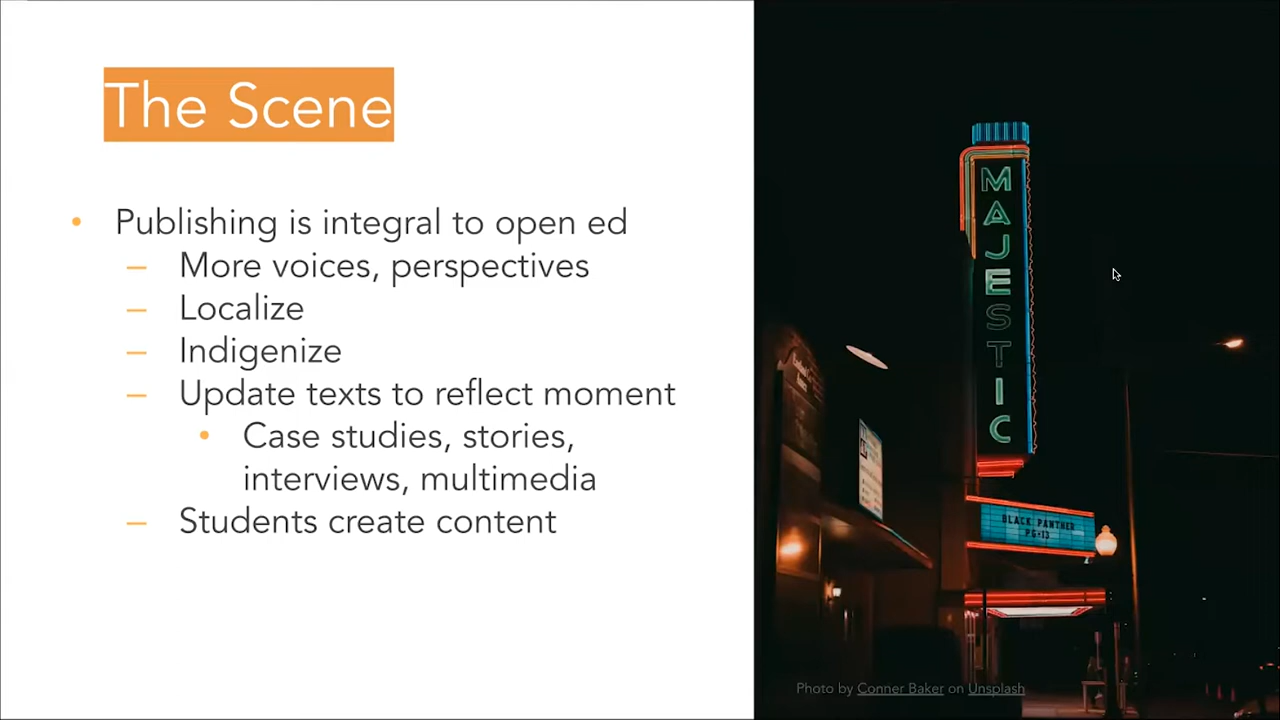 The Scene
• Publishing is integral to open ed
– More voices, perspectives
– Localize
– Indigenize
– Update texts to reflect moment
• Case studies, stories,
interviews, multimedia
– Students create content
MAJESTIC
BLACK PANTHER
PG-13
Photo by Conner Baker on Unsplash